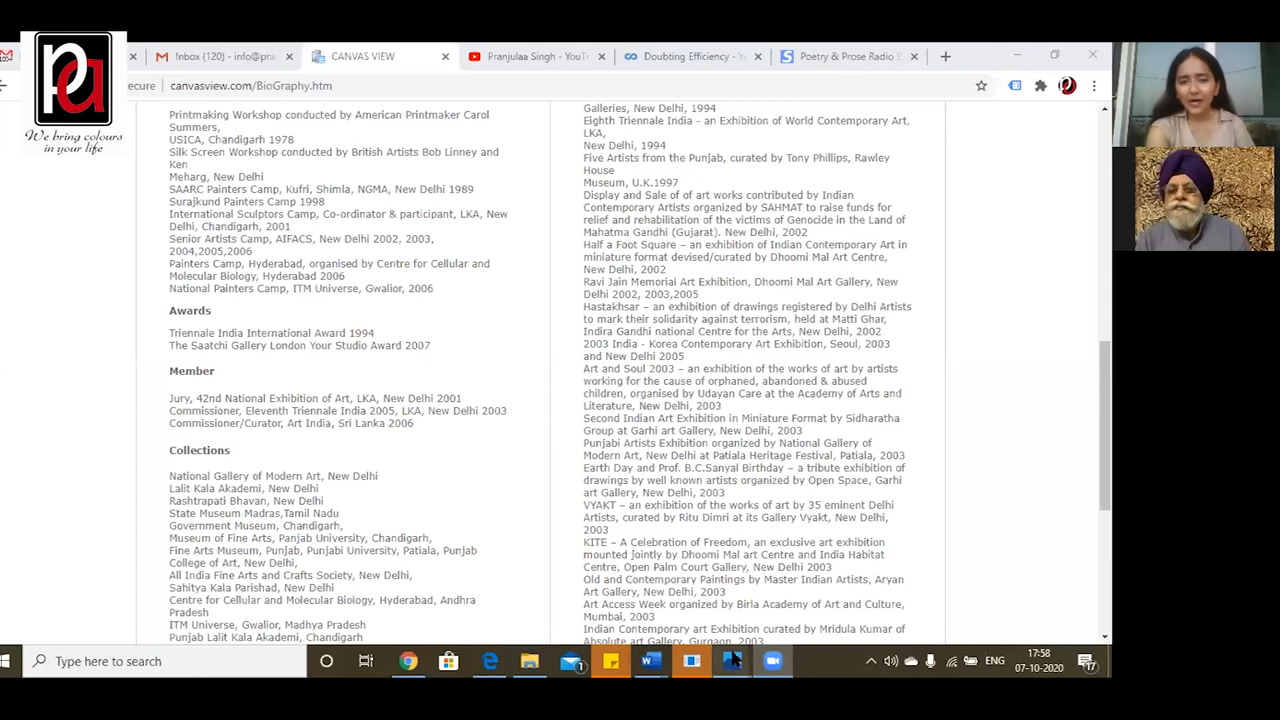 pa
We bring colours
in your life
Inbox (120) - info@pra
CANVAS VIEW
Pranjulaa Singh - YouT
Doubting Efficiency - Y
Poetry & Prose Radio S
ecure
canvasview.com/BioGraphy.htm
Printmaking Workshop conducted by American Printmaker Carol
Summers,
USICA, Chandigarh 1978
Silk Screen Workshop conducted by British Artists Bob Linney and
Ken
Meharg, New Delhi
SAARC Painters Camp, Kufri, Shimla, NGMA, New Delhi 1989
Surajkund Painters Camp 1998
International Sculptors Camp, Co-ordinator & participant, LKA, New
Delhi, Chandigarh, 2001
Senior Artists Camp, AIFACS, New Delhi 2002, 2003,
2004,2005,2006
Painters Camp, Hyderabad, organised by Centre for Cellular and
Molecular Biology, Hyderabad 2006
National Painters Camp, ITM Universe, Gwalior, 2006
Awards
Triennale India International Award 1994
The Saatchi Gallery London Your Studio Award 2007
Member
Jury, 42nd National Exhibition of Art, LKA, New Delhi 2001
Commissioner, Eleventh Triennale India 2005, LKA, New Delhi 2003
Commissioner/Curator, Art India, Sri Lanka 2006
Collections
National Gallery of Modern Art, New Delhi
Lalit Kala Akademi, New Delhi
Rashtrapati Bhavan, New Delhi
State Museum Madras,Tamil Nadu
Government Museum, Chandigarh,
Museum of Fine Arts, Panjab University, Chandigarh,
Fine Arts Museum, Punjab, Punjabi University, Patiala, Punjab
College of Art, New Delhi,
All India Fine Arts and Crafts Society, New Delhi,
Sahitya Kala Parishad, New Delhi
Centre for Cellular and Molecular Biology, Hyderabad, Andhra
Pradesh
ITM Universe, Gwalior, Madhya Pradesh
Punjab Lalit Kala Akademi, Chandigarh
Galleries, New Delhi, 1994
Eighth Triennale India - an Exhibition of World Contemporary Art,
LKA,
New Delhi, 1994
Five Artists from the Punjab, curated by Tony Phillips, Rawley
House
Museum, U.K.1997
Display and Sale of of art works contributed by Indian
Contemporary Artists organized by SAHMAT to raise funds for
relief and rehabilitation of the victims of Genocide in the Land of
Mahatma Gandhi (Gujarat). New Delhi, 2002
Half a Foot Square – an exhibition of Indian Contemporary Art in
miniature format devised/curated by Dhoomi Mal Art Centre,
New Delhi, 2002
Ravi Jain Memorial Art Exhibition, Dhoomi Mal Art Gallery, New
Delhi 2002, 2003,2005
Hastakhsar – an exhibition of drawings registered by Delhi Artists
to mark their solidarity against terrorism, held at Matti Ghar,
Indira Gandhi national Centre for the Arts, New Delhi, 2002
2003 India - Korea Contemporary Art Exhibition, Seoul, 2003
and New Delhi 2005
Art and Soul 2003 – an exhibition of the works of art by artists
working for the cause of orphaned, abandoned & abused
children, organised by Udayan Care at the Academy of Arts and
Literature, New Delhi, 2003
Second Indian Art Exhibition in Miniature Format by Sidharatha
Group at Garhi art Gallery, New Delhi, 2003
Punjabi Artists Exhibition organized by National Gallery of
Modern Art, New Delhi at Patiala Heritage Festival, Patiala, 2003
Earth Day and Prof. B.C.Sanyal Birthday – a tribute exhibition of
drawings by well known artists organized by Open Space, Garhi
art Gallery, New Delhi, 2003
VYAKT – an exhibition of the works of art by 35 eminent Delhi
Artists, curated by Ritu Dimri at its Gallery Vyakt, New Delhi,
2003
KITE – A Celebration of Freedom, an exclusive art exhibition
mounted jointly by Dhoomi Mal art Centre and India Habitat
Centre, Open Palm Court Gallery, New Delhi 2003
Old and Contemporary Paintings by Master Indian Artists, Aryan
Art Gallery, New Delhi, 2003
Art Access Week organized by Birla Academy of Art and Culture,
Mumbai, 2003
Indian Contemporary art Exhibition curated by Mridula Kumar of
Absolute art Gallery, Gurgaon, 2003
Type here to search
1
ENG
17:58
07-10-2020
17